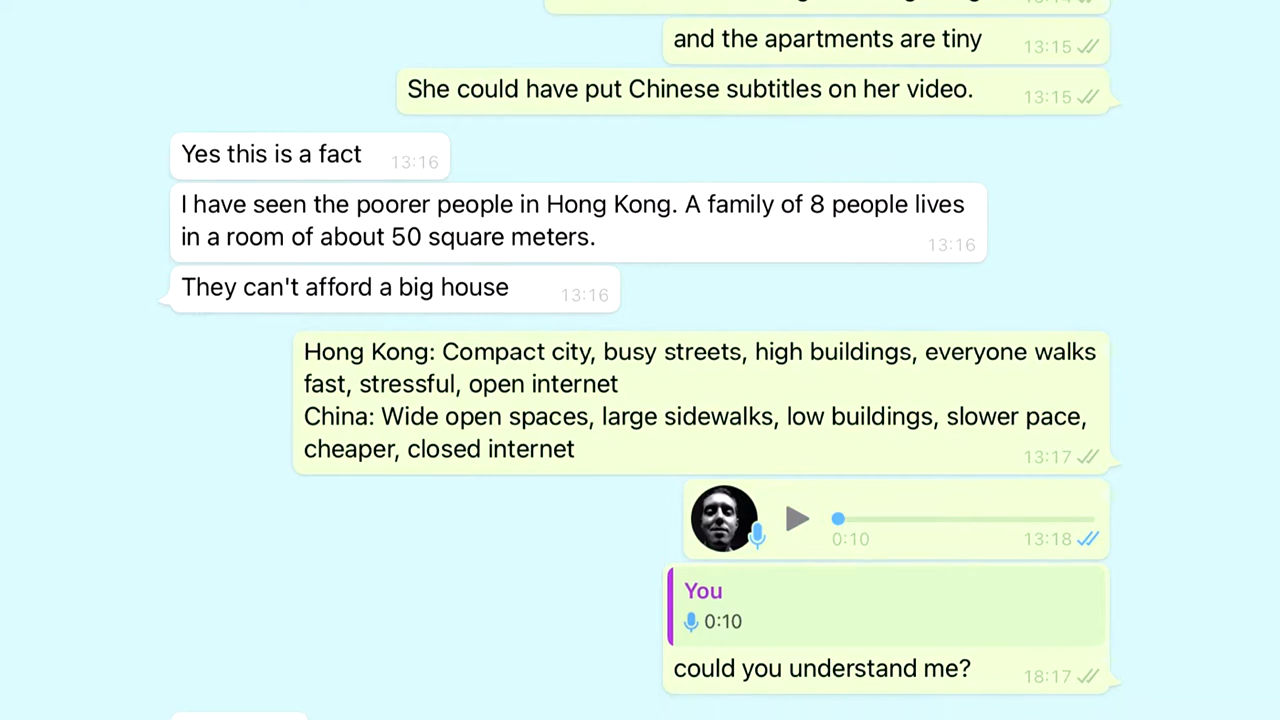 and the apartments are tiny
13:15
She could have put Chinese subtitles on her video.
13:15
Yes this is a fact
13:16
I have seen the poorer people in Hong Kong. A family of 8 people lives
in a room of about 50 square meters.
13:16
They can't afford a big house
13:16
Hong Kong: Compact city, busy streets, high buildings, everyone walks
fast, stressful, open internet
China: Wide open spaces, large sidewalks, low buildings, slower pace,
cheaper, closed internet
13:17
0:10
13:18
You
0:10
could you understand me?
18:17